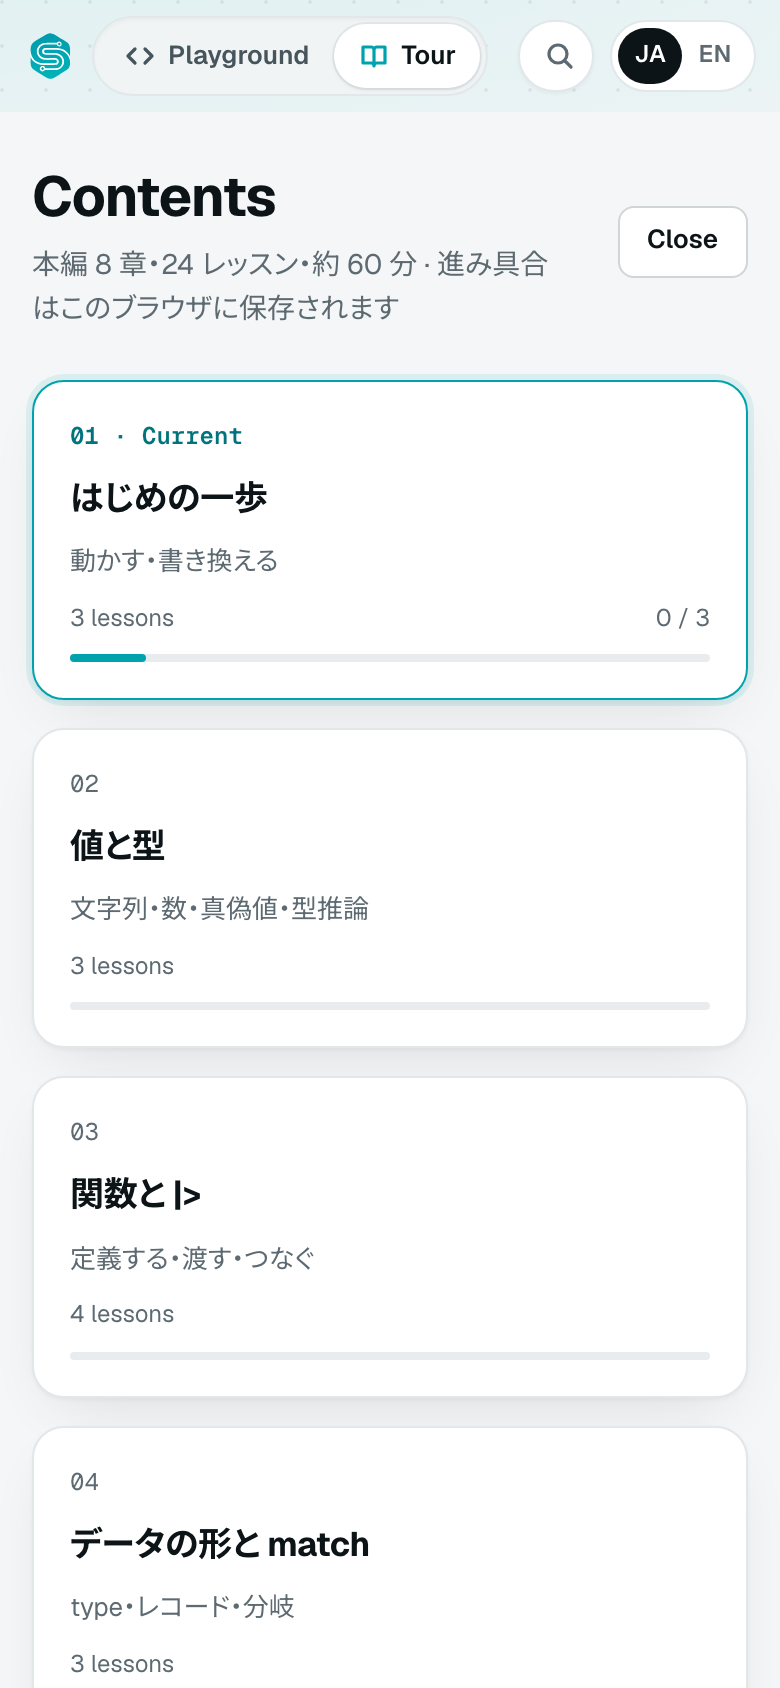 Playground
Tour
JA
EN
Contents
本編 8 章・24 レッスン・約 60 分 · 進み具合
はこのブラウザに保存されます
Close
01 · Current
はじめの一歩
動かす・書き換える
3 lessons
0 / 3
02
値と型
文字列・数・真偽値・型推論
3 lessons
03
関数と |>
定義する・渡す・つなぐ
4 lessons
04
データの形と match
type・レコード・分岐
3 lessons